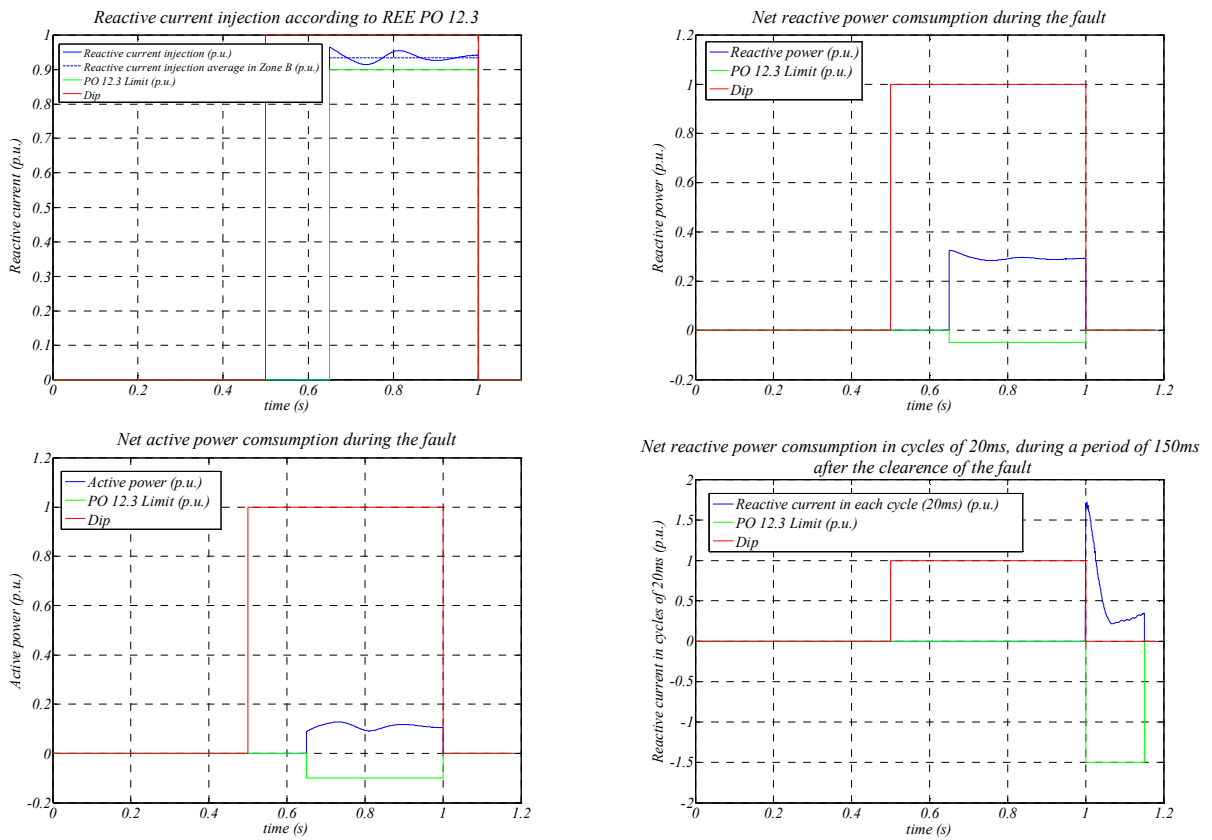 Reactive current injection according to REE PO 12.3
Reactive current (p.u.)
1
0.9
0.8
0.7
0.6
0.5
0.4
0.3
0.2
0.1
0
Reactive current injection (p.u.)
Reactive current injection average in Zone B (p.u.)
PO 12.3 Limit (p.u.)
Dip
0 0.2 0.4 0.6 0.8 1
time (s)
Net reactive power comsumption during the fault
Reactive power (p.u.)
1.2
1
0.8
0.6
0.4
0.2
0
-0.2
Reactive power (p.u.)
PO 12.3 Limit (p.u.)
Dip
0 0.2 0.4 0.6 0.8 1 1.2
time (s)
Net active power comsumption during the fault
Active power (p.u.)
1.2
1
0.8
0.6
0.4
0.2
0
-0.2
Active power (p.u.)
PO 12.3 Limit (p.u.)
Dip
0 0.2 0.4 0.6 0.8 1 1.2
time (s)
Net reactive power comsumption in cycles of 20ms, during a period of 150ms
after the clearence of the fault
Reactive current in cycles of 20ms (p.u.)
2
1.5
1
0.5
0
-0.5
-1
-1.5
-2
Reactive current in each cycle (20ms) (p.u.)
PO 12.3 Limit (p.u.)
Dip
0 0.2 0.4 0.6 0.8 1 1.2
time (s)